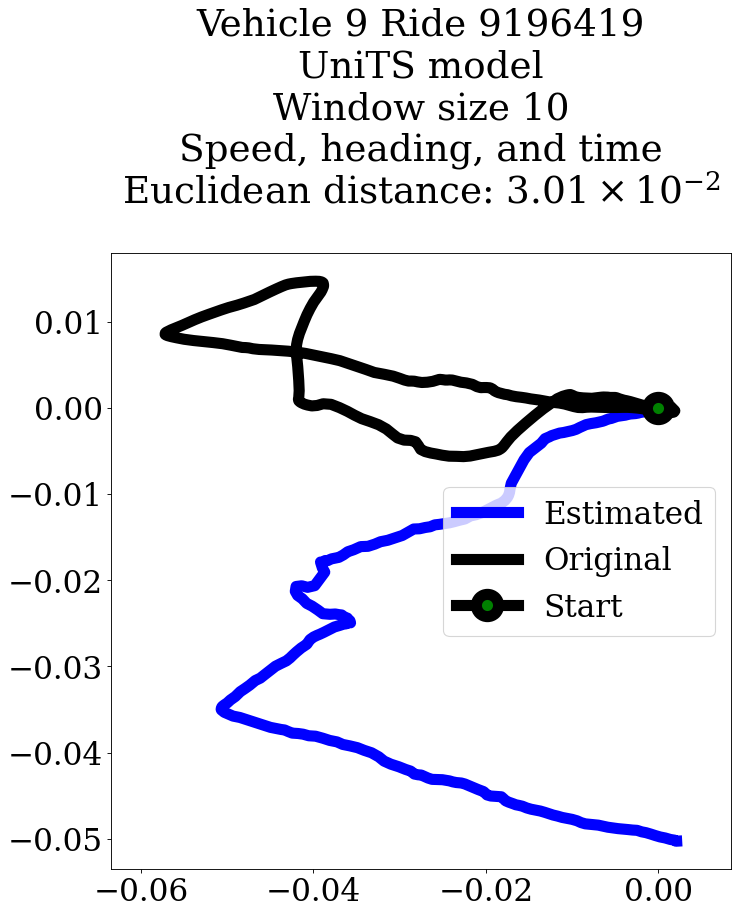 Vehicle 9 Ride 9196419
UniTS model
Window size 10
Speed, heading, and time
Euclidean distance: 3.01 × 10⁻²
0.01
0.00
−0.01
−0.02
−0.03
−0.04
−0.05
Estimated
Original
Start
−0.06 −0.04 −0.02 0.00